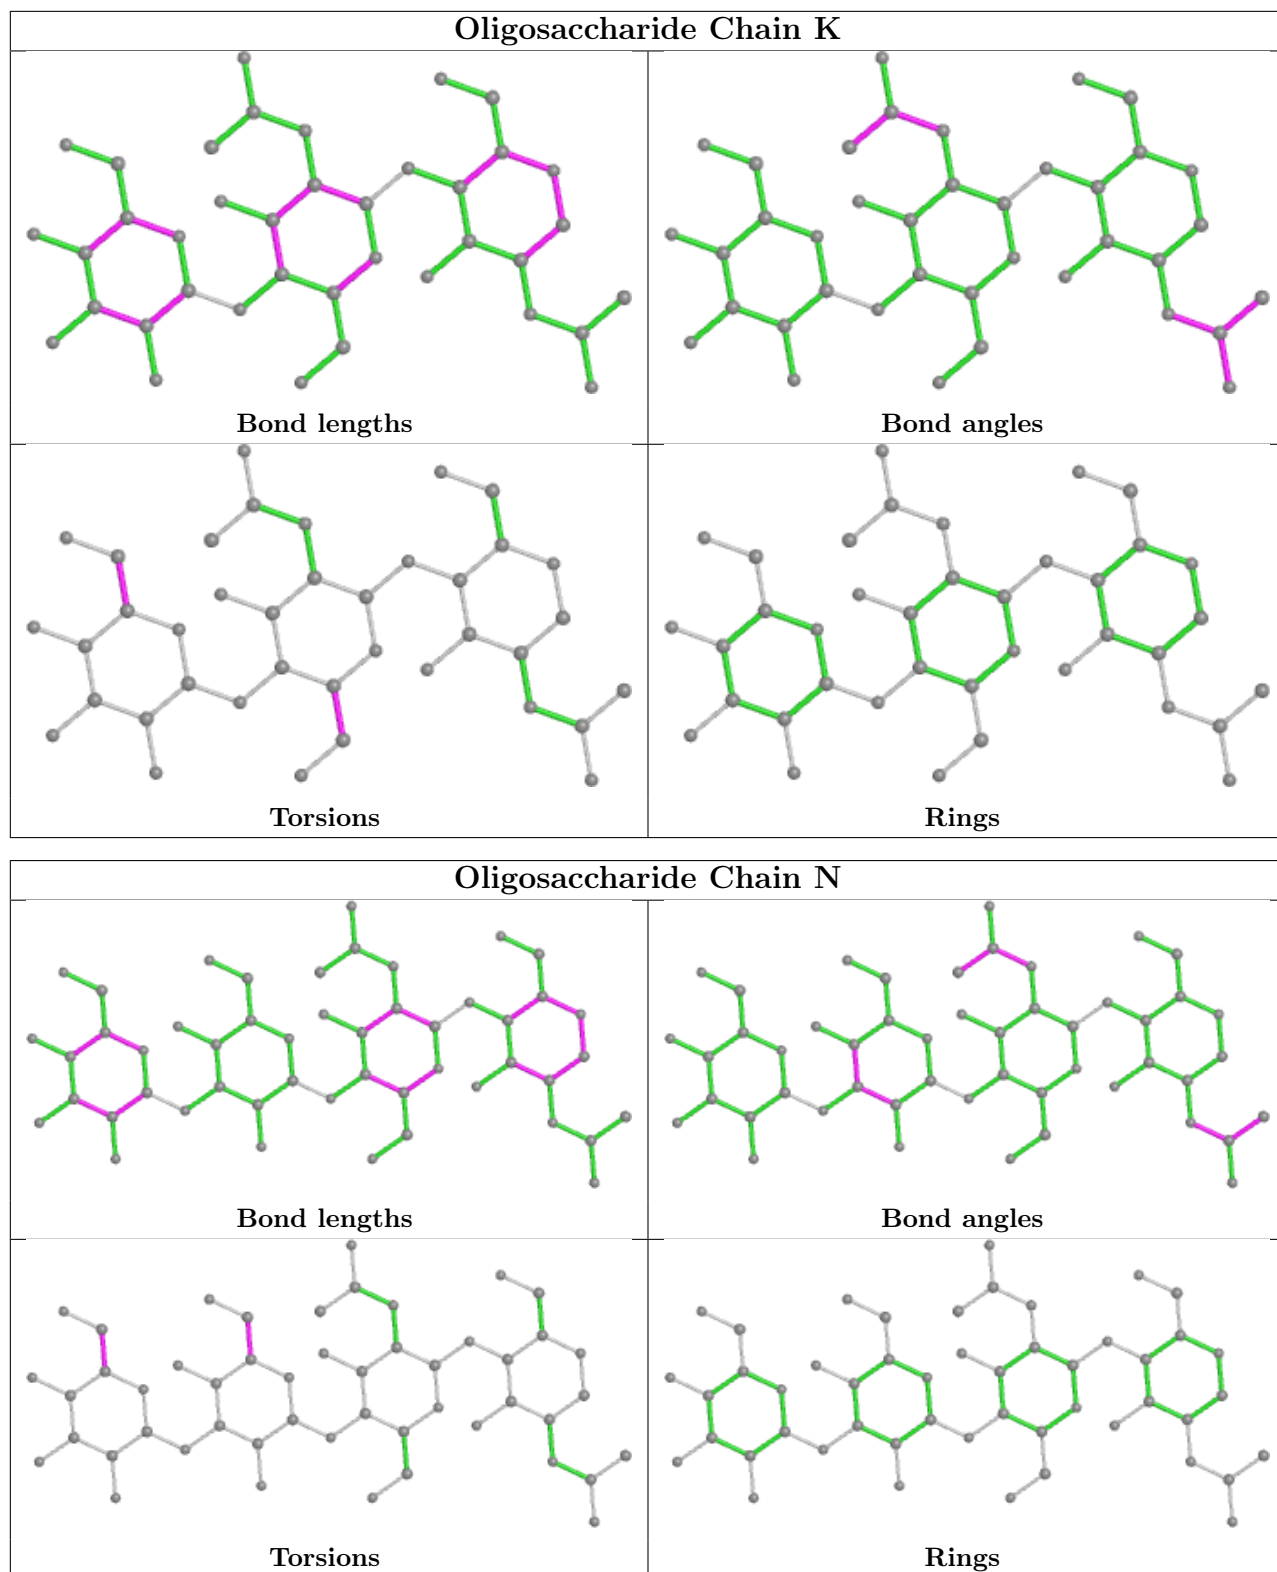 Oligosaccharide Chain K
Bond lengths
Bond angles
Torsions
Rings
Oligosaccharide Chain N
Bond lengths
Bond angles
Torsions
Rings